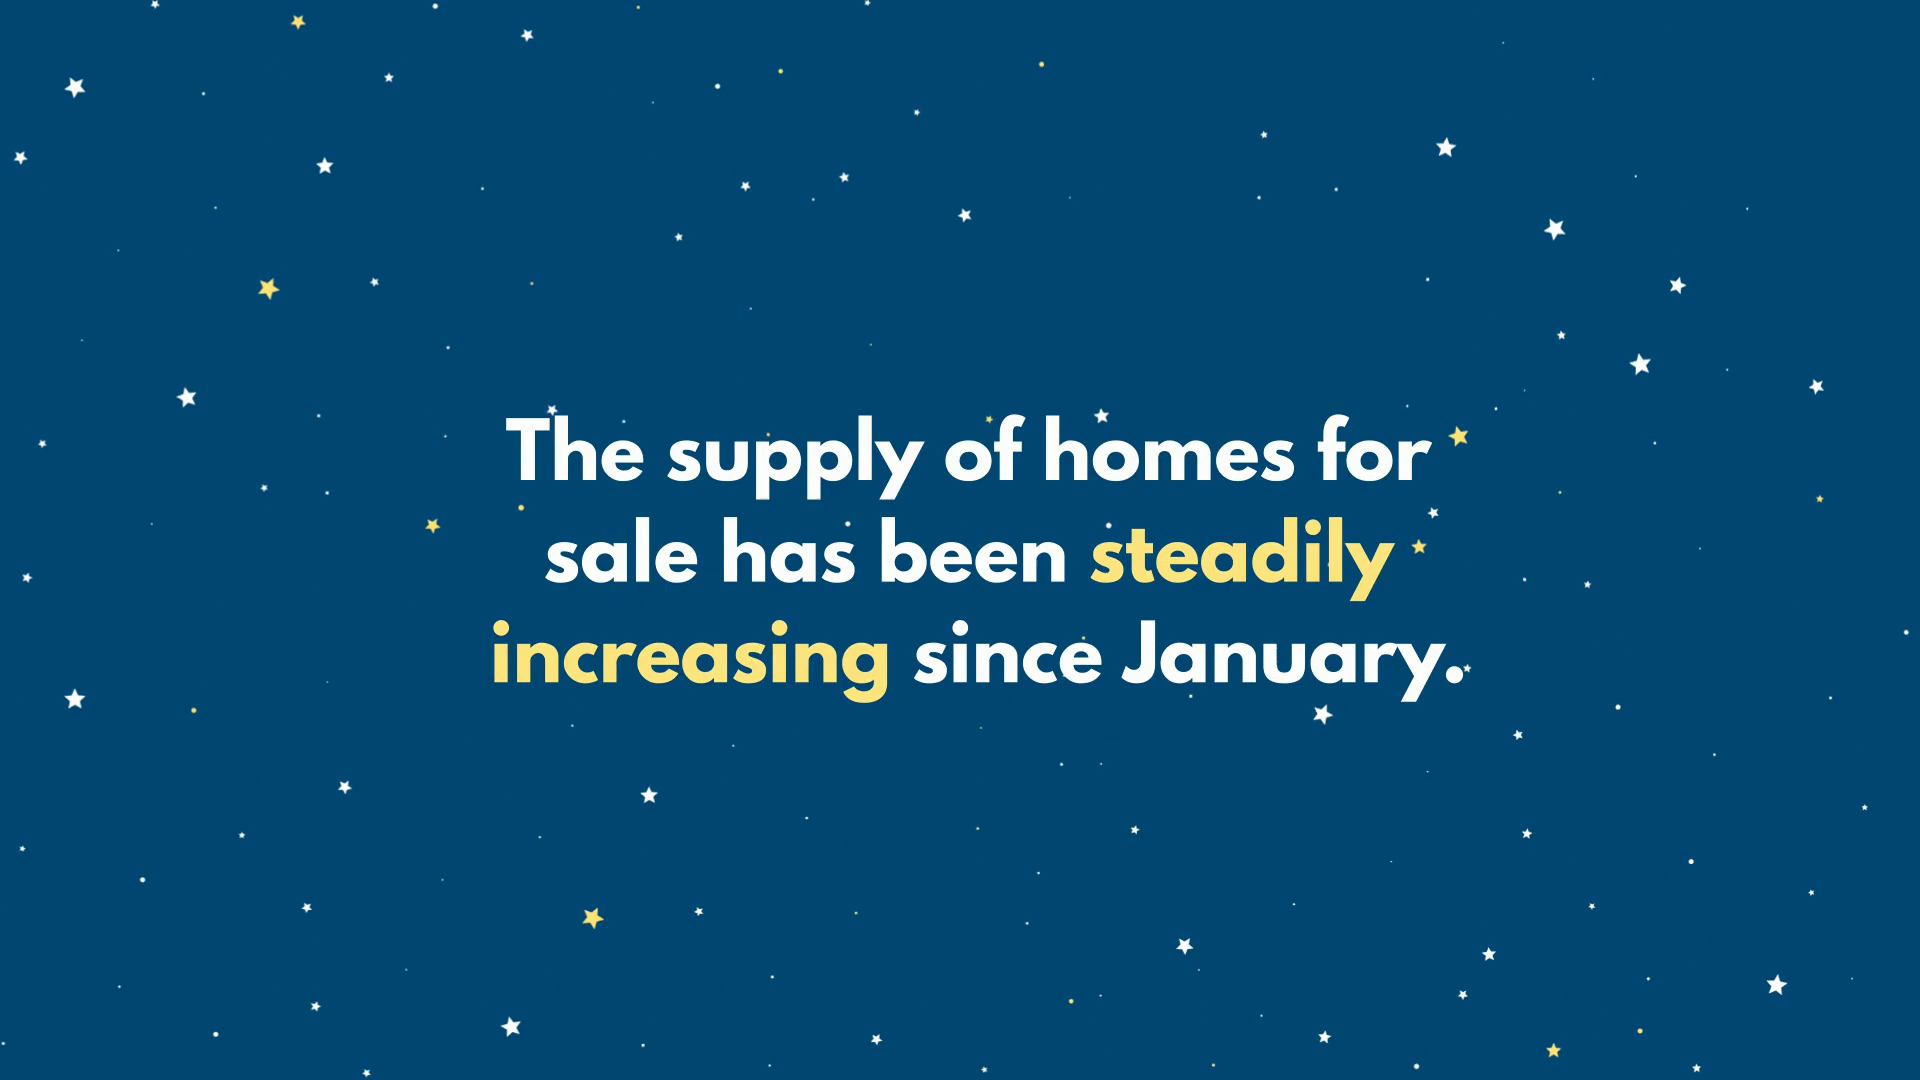 The supply of homes for
sale has been steadily
increasing since January.